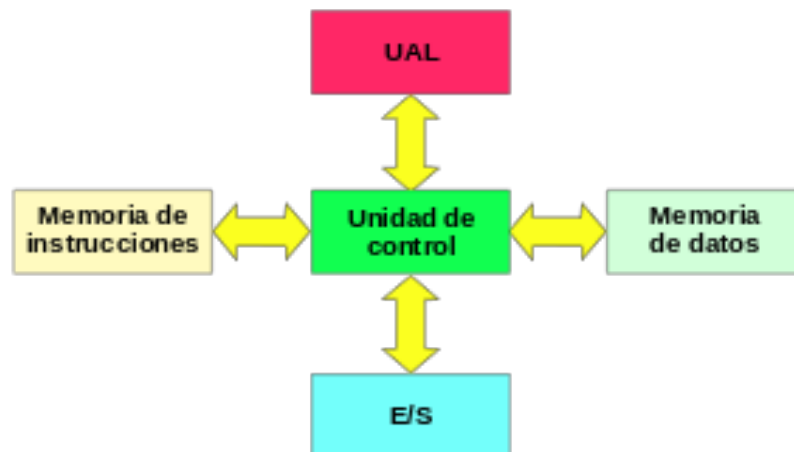 UAL
Memoria de
instrucciones
Unidad de
control
Memoria
de datos
E/S